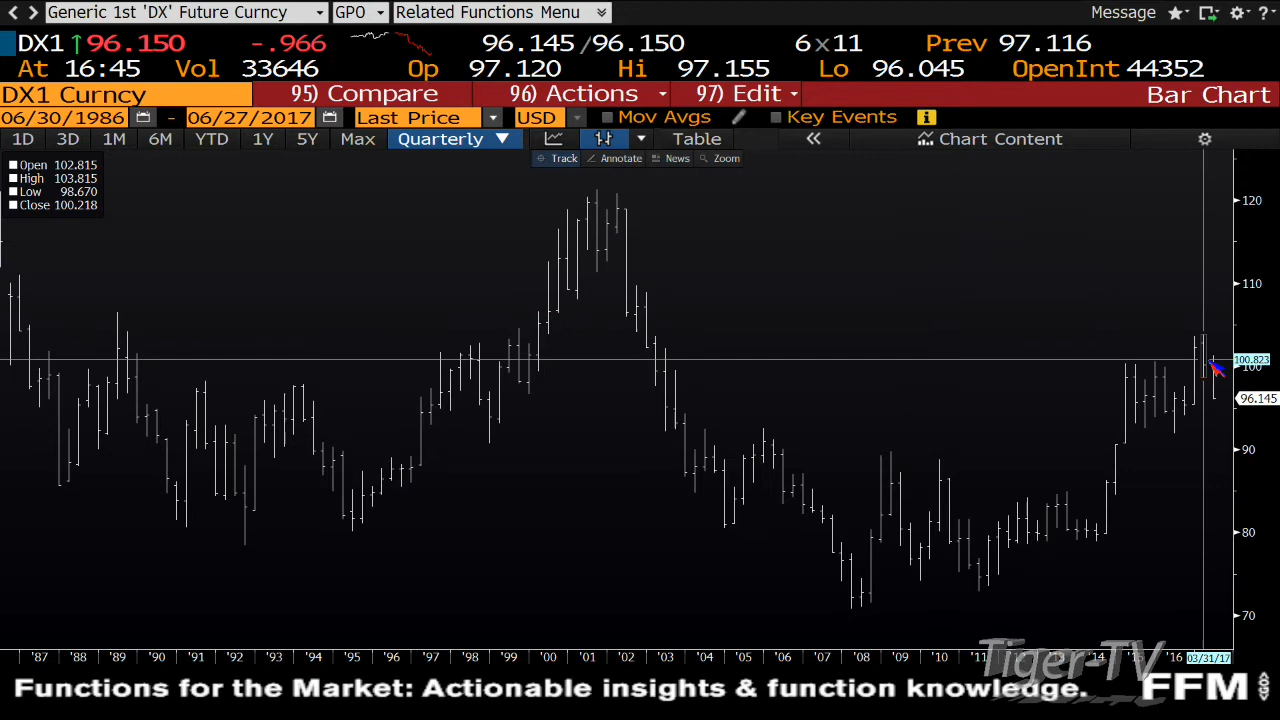 Generic 1st 'DX' Future Curncy GPO Related Functions Menu Message ?
DX1 ↑96.150 -.966 96.145/96.150 6x11 Prev 97.116
At 16:45 Vol 33646 Op 97.120 Hi 97.155 Lo 96.045 OpenInt 44352
DX1 Curncy 95) Compare 96) Actions 97) Edit Bar Chart
06/30/1986 - 06/27/2017 Last Price USD Mov Avgs Key Events i
1D 3D 1M 6M YTD 1Y 5Y Max Quarterly ▼ Table « Chart Content
Track Annotate News Zoom
Open 102.815
High 103.815
Low 98.670
Close 100.218
120
110
100.823
100
96.145
90
80
70
'87 '88 '89 '90 '91 '92 '93 '94 '95 '96 '97 '98 '99 '00 '01 '02 '03 '04 '05 '06 '07 '08 '09 '10 '11 '12 '13 '14 '15 '16 03/31/17
Tiger-TV
Functions for the Market: Actionable insights & function knowledge. FFM